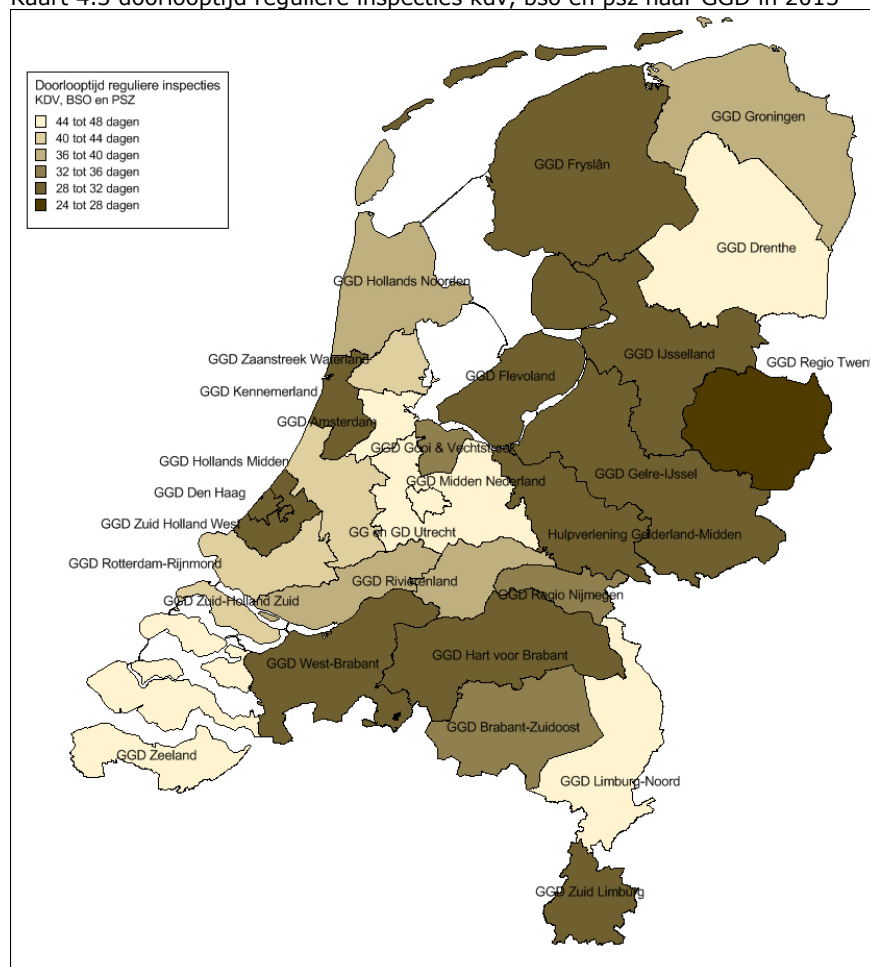 Kaart 4.3 doorlooptijd reguliere inspecties kdv, bso en psz naar GGD in 2013
Doorlooptijd reguliere inspecties
KDV, BSO en PSZ
44 tot 48 dagen
40 tot 44 dagen
36 tot 40 dagen
32 tot 36 dagen
28 tot 32 dagen
24 tot 28 dagen
GGD Groningen
GGD Fryslân
GGD Drenthe
GGD Hollands Noorden
GGD Zaanstreek Waterland
GGD IJsselland
GGD Regio Twent
GGD Flevoland
GGD Kennemerland
GGD Amsterdam
GGD Gooi & Vechtstreek
GGD Hollands Midden
GGD Gelre-IJssel
GGD Midden Nederland
GGD Den Haag
GGD Zuid Holland West
GG en GD Utrecht
Hulpverlening Gelderland-Midden
GGD Rotterdam-Rijnmond
GGD Rivierenland
GGD Regio Nijmegen
GGD Zuid-Holland Zuid
GGD West-Brabant
GGD Hart voor Brabant
GGD Brabant-Zuidoost
GGD Zeeland
GGD Limburg-Noord
GGD Zuid Limburg